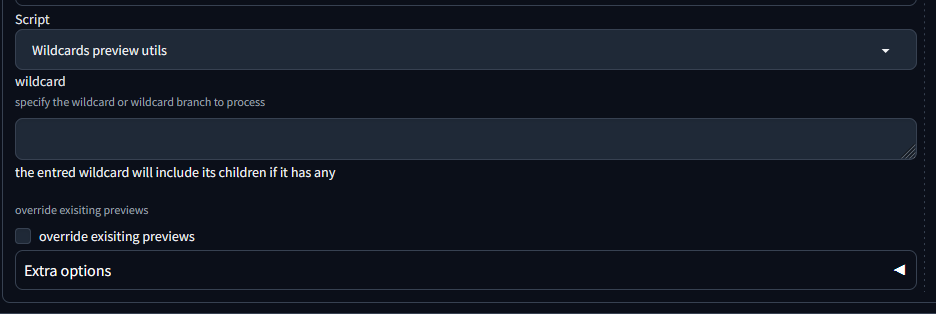 Script
Wildcards preview utils
wildcard
specify the wildcard or wildcard branch to process
the entred wildcard will include its children if it has any
override exisiting previews
override exisiting previews
Extra options